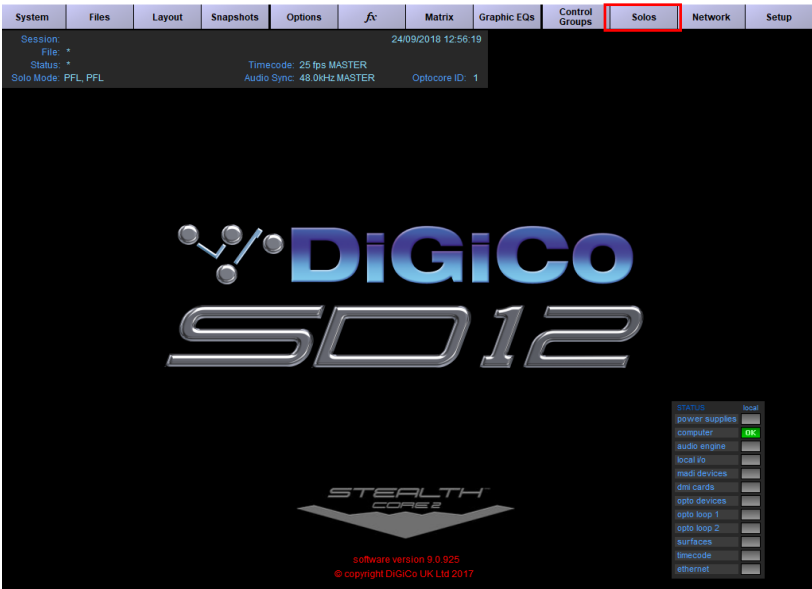 System Files Layout Snapshots Options fx Matrix Graphic EQs Control Groups Solos Network Setup
Session: 24/09/2018 12:56:19
File: *
Status: * Timecode: 25 fps MASTER
Solo Mode: PFL, PFL Audio Sync: 48.0kHz MASTER Optocore ID: 1
DiGiCo
SD12
STATUS local
power supplies
computer OK
audio engine
local i/o
madi devices
dmi cards
opto devices
opto loop 1
opto loop 2
surfaces
timecode
ethernet
STEALTH
CORE 2
software version 9.0.925
© copyright DiGiCo UK Ltd 2017